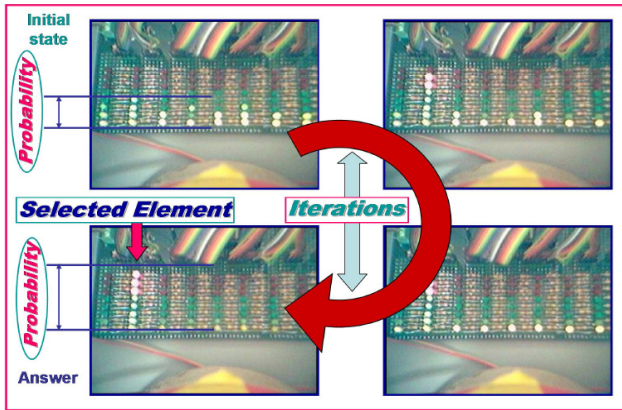 Initial
state
Probability
Selected Element
Iterations
Probability
Answer